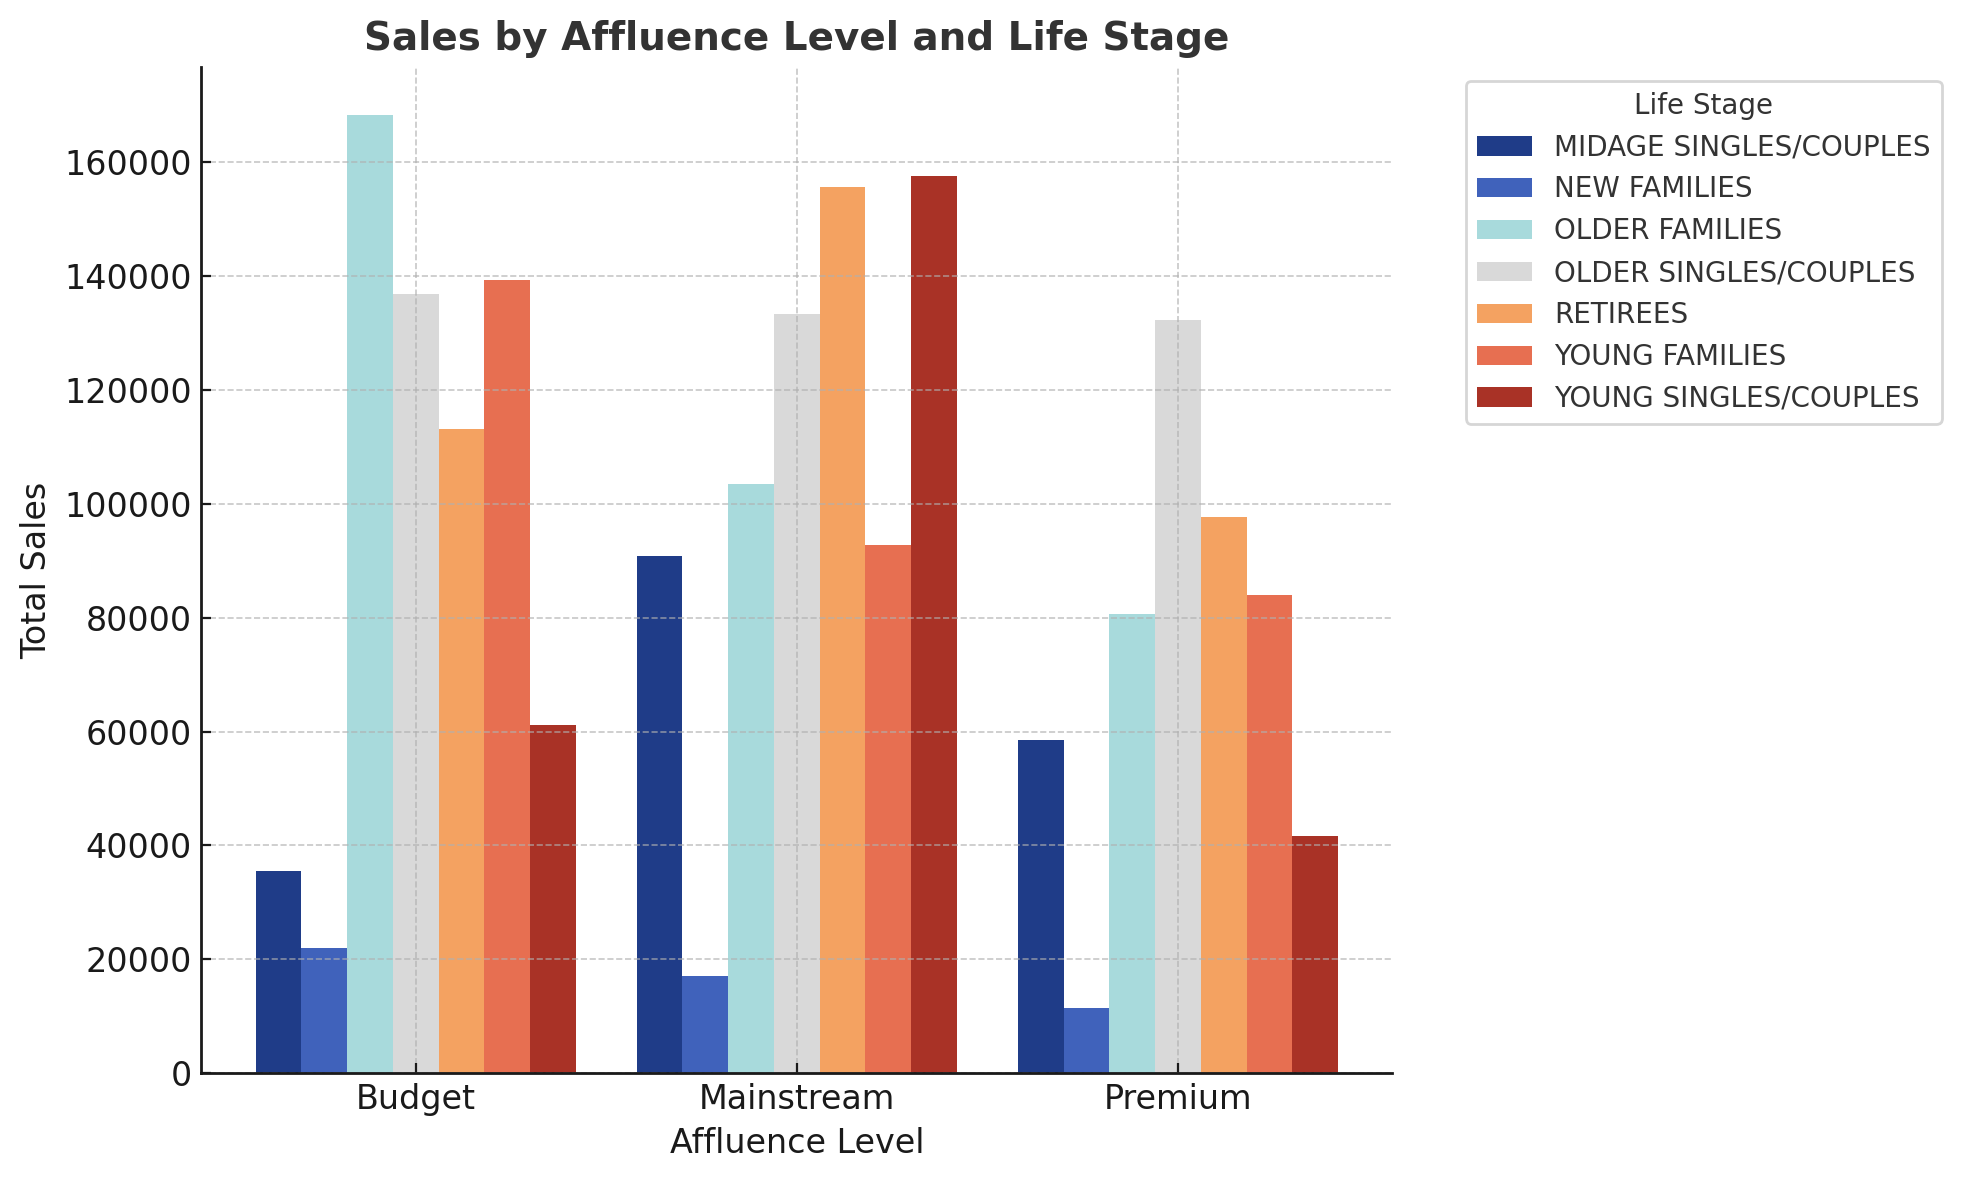 Sales by Affluence Level and Life Stage
Total Sales
160000
140000
120000
100000
80000
60000
40000
20000
0
Budget
Mainstream
Premium
Affluence Level
Life Stage
MIDAGE SINGLES/COUPLES
NEW FAMILIES
OLDER FAMILIES
OLDER SINGLES/COUPLES
RETIREES
YOUNG FAMILIES
YOUNG SINGLES/COUPLES